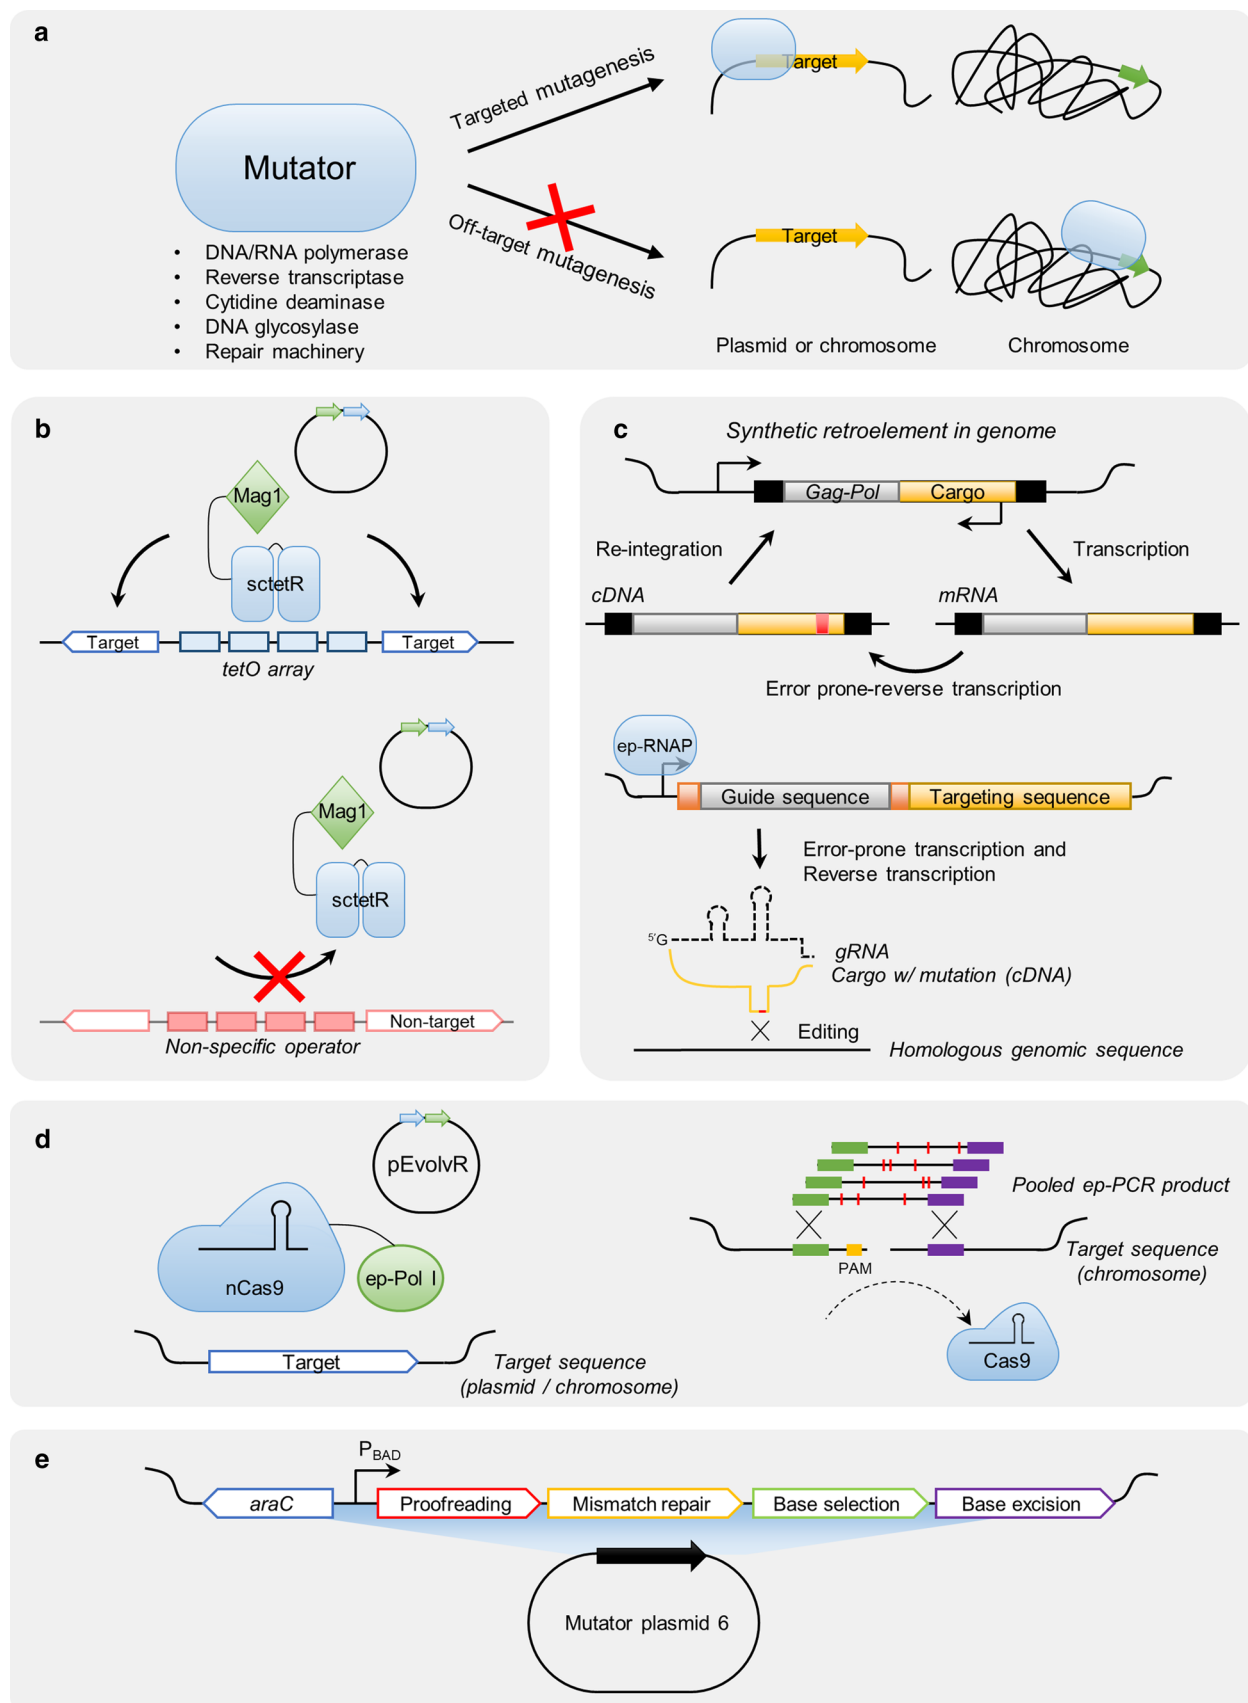 a
Mutator
• DNA/RNA polymerase
• Reverse transcriptase
• Cytidine deaminase
• DNA glycosylase
• Repair machinery
Targeted mutagenesis
Off-target mutagenesis
Target
Target
Plasmid or chromosome
Chromosome
b
Mag1
sctetR
Target
Target
tetO array
Mag1
sctetR
Non-target
Non-specific operator
c
Synthetic retroelement in genome
Gag-Pol
Cargo
Re-integration
Transcription
cDNA
mRNA
Error prone-reverse transcription
ep-RNAP
Guide sequence
Targeting sequence
Error-prone transcription and
Reverse transcription
5'G
gRNA
Cargo w/ mutation (cDNA)
Editing
Homologous genomic sequence
d
pEvolvR
nCas9
ep-Pol I
Target
Target sequence
(plasmid / chromosome)
Pooled ep-PCR product
PAM
Target sequence
(chromosome)
Cas9
e
PBAD
araC
Proofreading
Mismatch repair
Base selection
Base excision
Mutator plasmid 6